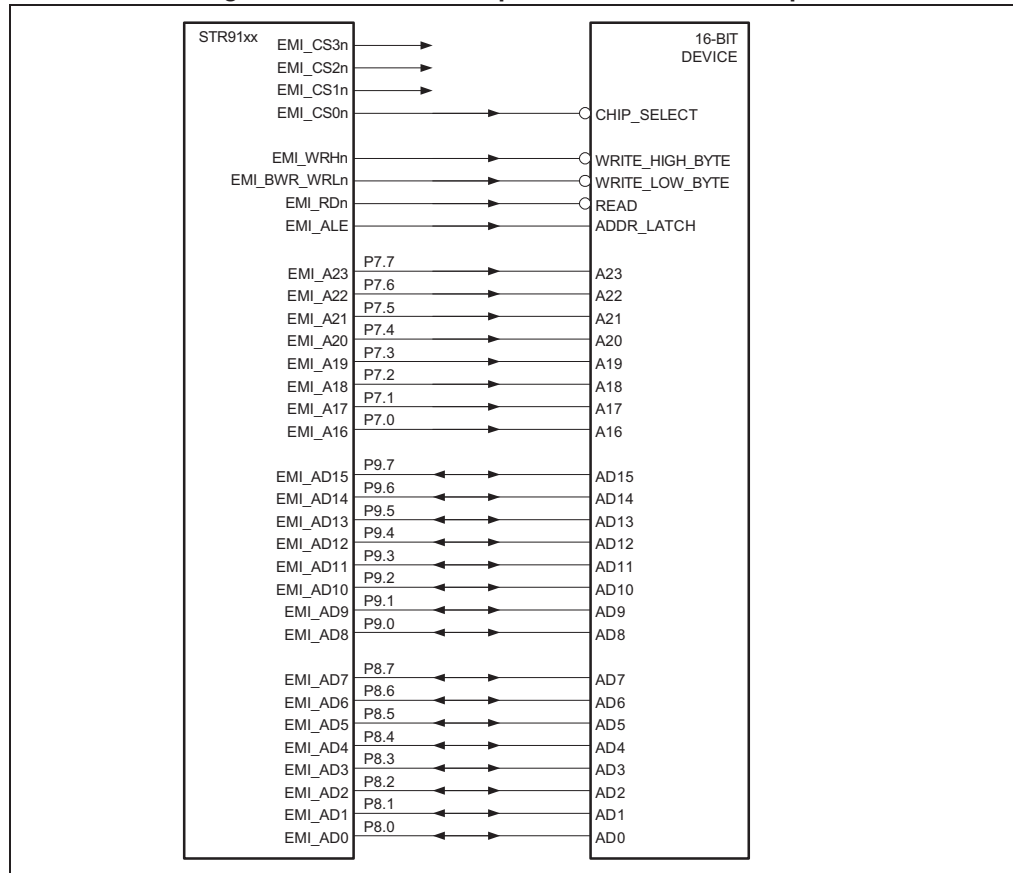 STR91xx
16-BIT
DEVICE
EMI_CS3n
EMI_CS2n
EMI_CS1n
EMI_CS0n CHIP_SELECT
EMI_WRHn WRITE_HIGH_BYTE
EMI_BWR_WRLn WRITE_LOW_BYTE
EMI_RDn READ
EMI_ALE ADDR_LATCH
EMI_A23 P7.7 A23
EMI_A22 P7.6 A22
EMI_A21 P7.5 A21
EMI_A20 P7.4 A20
EMI_A19 P7.3 A19
EMI_A18 P7.2 A18
EMI_A17 P7.1 A17
EMI_A16 P7.0 A16
EMI_AD15 P9.7 AD15
EMI_AD14 P9.6 AD14
EMI_AD13 P9.5 AD13
EMI_AD12 P9.4 AD12
EMI_AD11 P9.3 AD11
EMI_AD10 P9.2 AD10
EMI_AD9 P9.1 AD9
EMI_AD8 P9.0 AD8
EMI_AD7 P8.7 AD7
EMI_AD6 P8.6 AD6
EMI_AD5 P8.5 AD5
EMI_AD4 P8.4 AD4
EMI_AD3 P8.3 AD3
EMI_AD2 P8.2 AD2
EMI_AD1 P8.1 AD1
EMI_AD0 P8.0 AD0